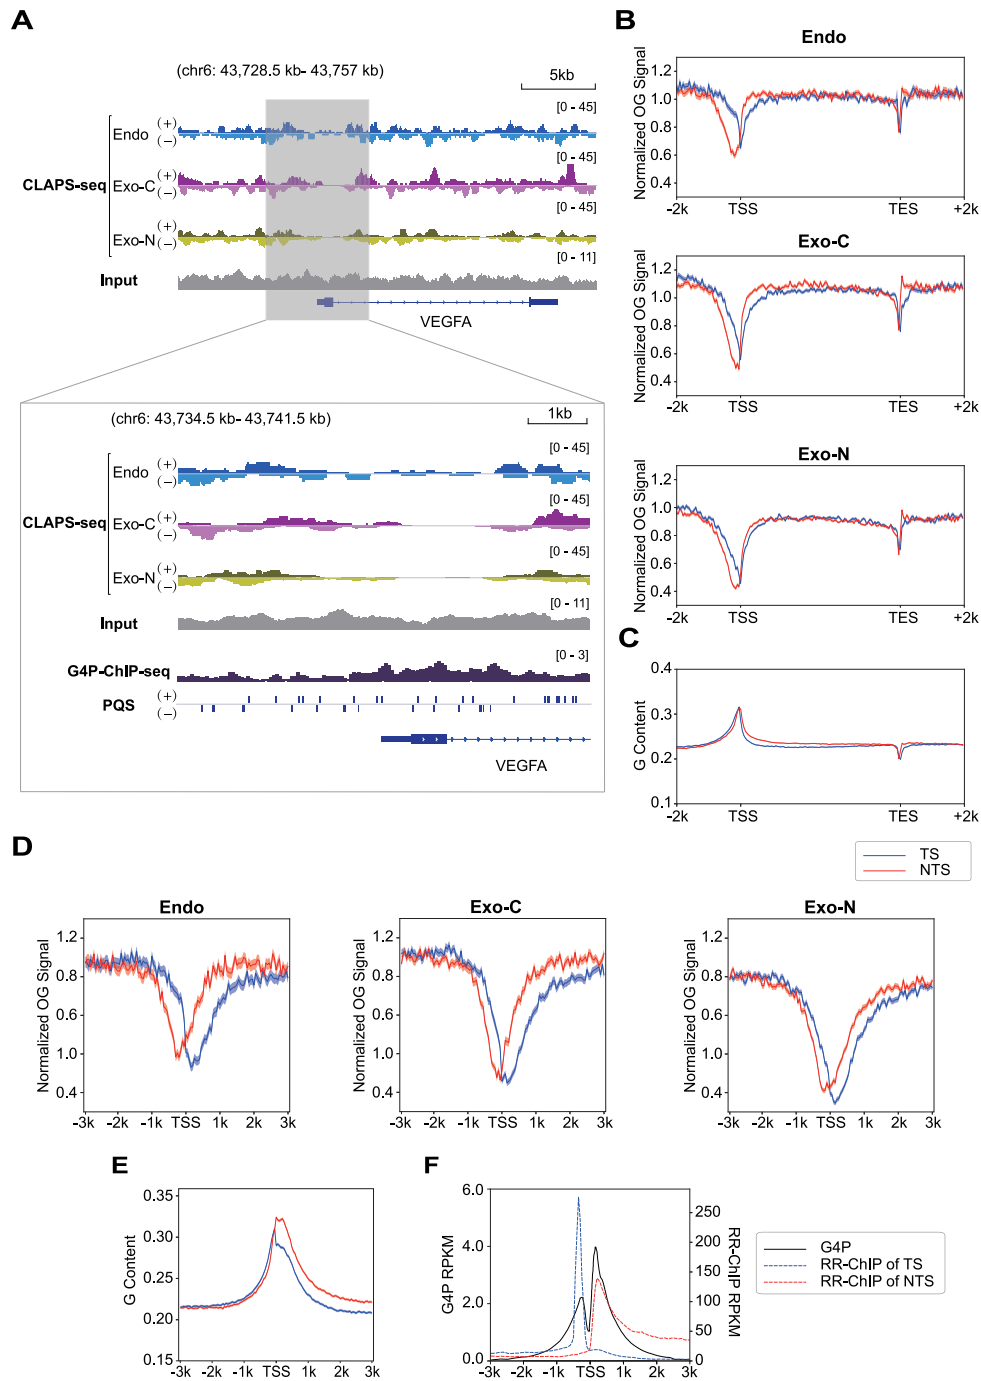 A
(chr6: 43,728.5 kb- 43,757 kb)
5kb
[0 - 45]
Endo
(+)
(−)
[0 - 45]
CLAPS-seq
Exo-C
(+)
(−)
[0 - 45]
Exo-N
(+)
(−)
[0 - 11]
Input
VEGFA
(chr6: 43,734.5 kb- 43,741.5 kb)
1kb
[0 - 45]
Endo
(+)
(−)
[0 - 45]
CLAPS-seq
Exo-C
(+)
(−)
[0 - 45]
Exo-N
(+)
(−)
[0 - 11]
Input
[0 - 3]
G4P-ChIP-seq
PQS
(+)
(−)
VEGFA
B
Endo
Normalized OG Signal
1.2
1.0
0.8
0.6
0.4
-2k TSS TES +2k
Exo-C
Normalized OG Signal
1.2
1.0
0.8
0.6
0.4
-2k TSS TES +2k
Exo-N
Normalized OG Signal
1.2
1.0
0.8
0.6
0.4
-2k TSS TES +2k
C
G Content
0.4
0.3
0.2
0.1
-2k TSS TES +2k
TS
NTS
D
Endo
Normalized OG Signal
1.2
0.8
0.6
1.0
0.4
-3k -2k -1k TSS 1k 2k 3k
Exo-C
Normalized OG Signal
1.2
0.8
0.6
1.0
0.4
-3k -2k -1k TSS 1k 2k 3k
Exo-N
Normalized OG Signal
1.2
0.8
0.6
1.0
0.4
-3k -2k -1k TSS 1k 2k 3k
E
G Content
0.35
0.30
0.25
0.20
0.15
-3k -2k -1k TSS 1k 2k 3k
F
G4P RPKM
6.0
4.0
2.0
0.0
-3k -2k -1k TSS 1k 2k 3k
250
200
150
100
50
0
RR-ChIP RPKM
G4P
RR-ChIP of TS
RR-ChIP of NTS